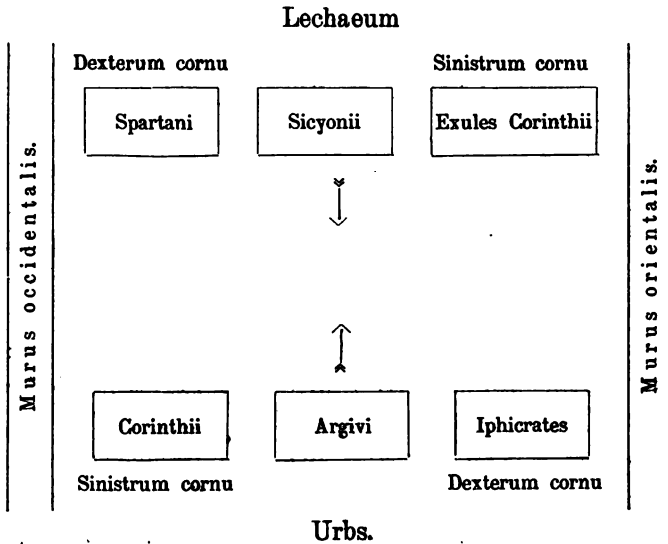 Lechaeum
Dexterum cornu
Sinistrum cornu
Spartani
Sicyonii
Exules Corinthii
Murus occidentalis.
Murus orientalis.
Corinthii
Argivi
Iphicrates
Sinistrum cornu
Dexterum cornu
Urbs.